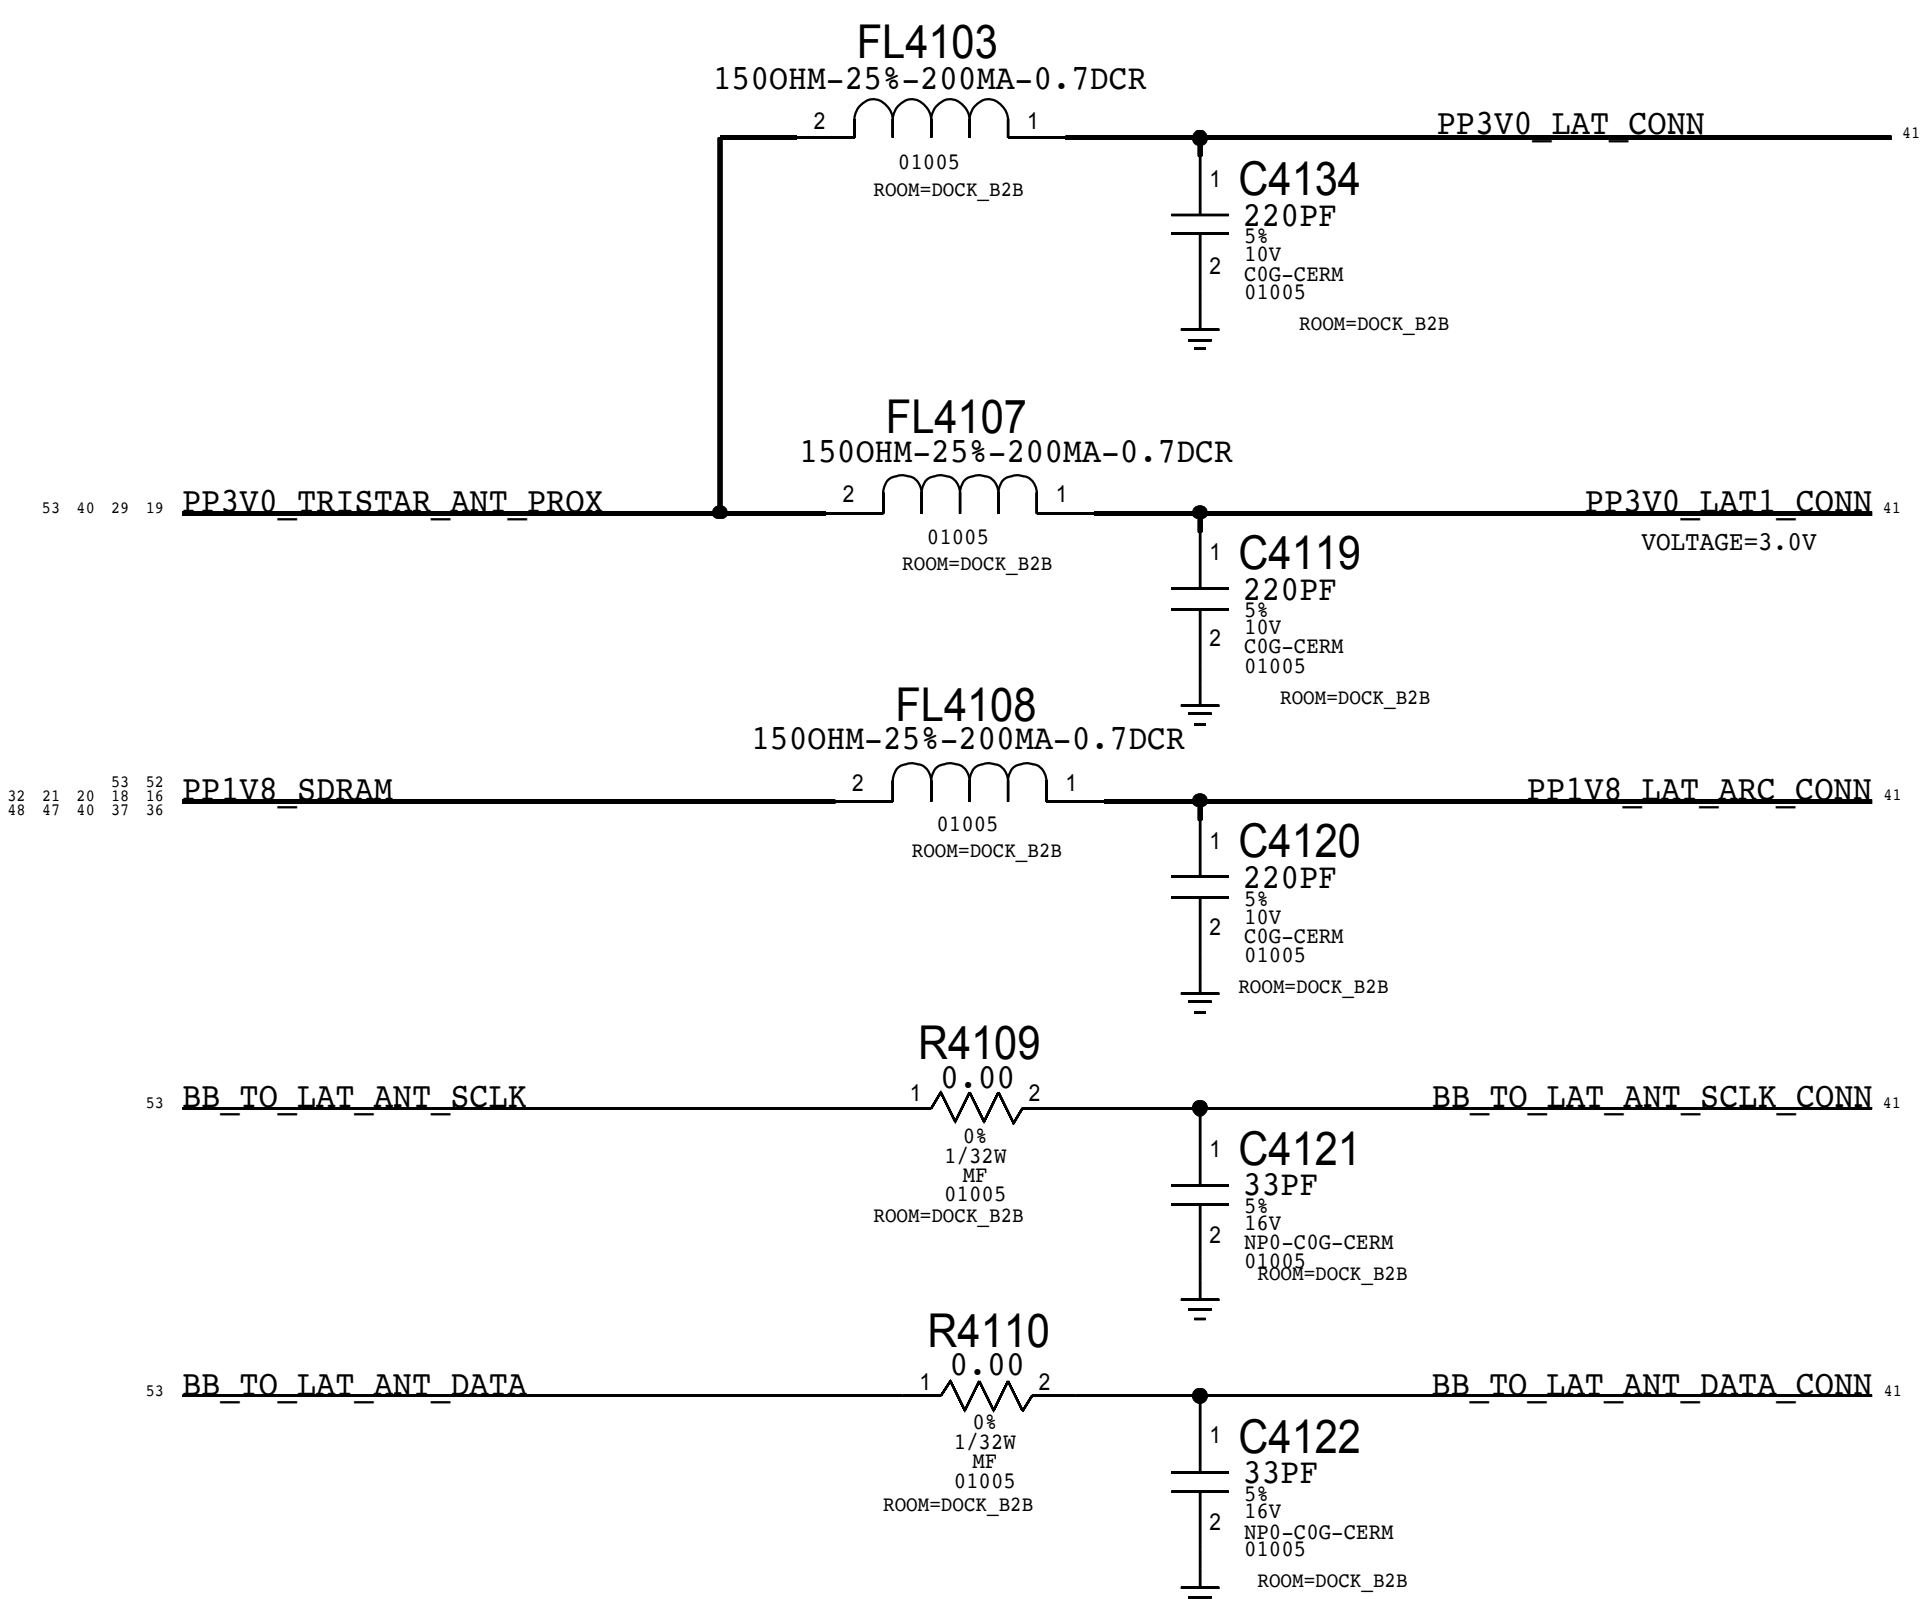 FL4103
150OHM-25%-200MA-0.7DCR
2 1
01005
ROOM=DOCK_B2B
PP3V0_LAT_CONN 41
1 C4134
220PF
5%
10V
2
C0G-CERM
01005
ROOM=DOCK_B2B
FL4107
150OHM-25%-200MA-0.7DCR
53 40 29 19 PP3V0_TRISTAR_ANT_PROX
2 1
01005
ROOM=DOCK_B2B
PP3V0_LAT1_CONN 41
VOLTAGE=3.0V
1 C4119
220PF
5%
10V
2
C0G-CERM
01005
ROOM=DOCK_B2B
FL4108
150OHM-25%-200MA-0.7DCR
53 52
32 21 20 18 16
48 47 40 37 36
PP1V8_SDRAM
2 1
01005
ROOM=DOCK_B2B
PP1V8_LAT_ARC_CONN 41
1 C4120
220PF
5%
10V
2
C0G-CERM
01005
ROOM=DOCK_B2B
R4109
0.00
53 BB_TO_LAT_ANT_SCLK
1 2
0%
1/32W
MF
01005
ROOM=DOCK_B2B
BB_TO_LAT_ANT_SCLK_CONN 41
1 C4121
33PF
5%
16V
2
NP0-C0G-CERM
01005
ROOM=DOCK_B2B
R4110
0.00
53 BB_TO_LAT_ANT_DATA
1 2
0%
1/32W
MF
01005
ROOM=DOCK_B2B
BB_TO_LAT_ANT_DATA_CONN 41
1 C4122
33PF
5%
16V
2
NP0-C0G-CERM
01005
ROOM=DOCK_B2B